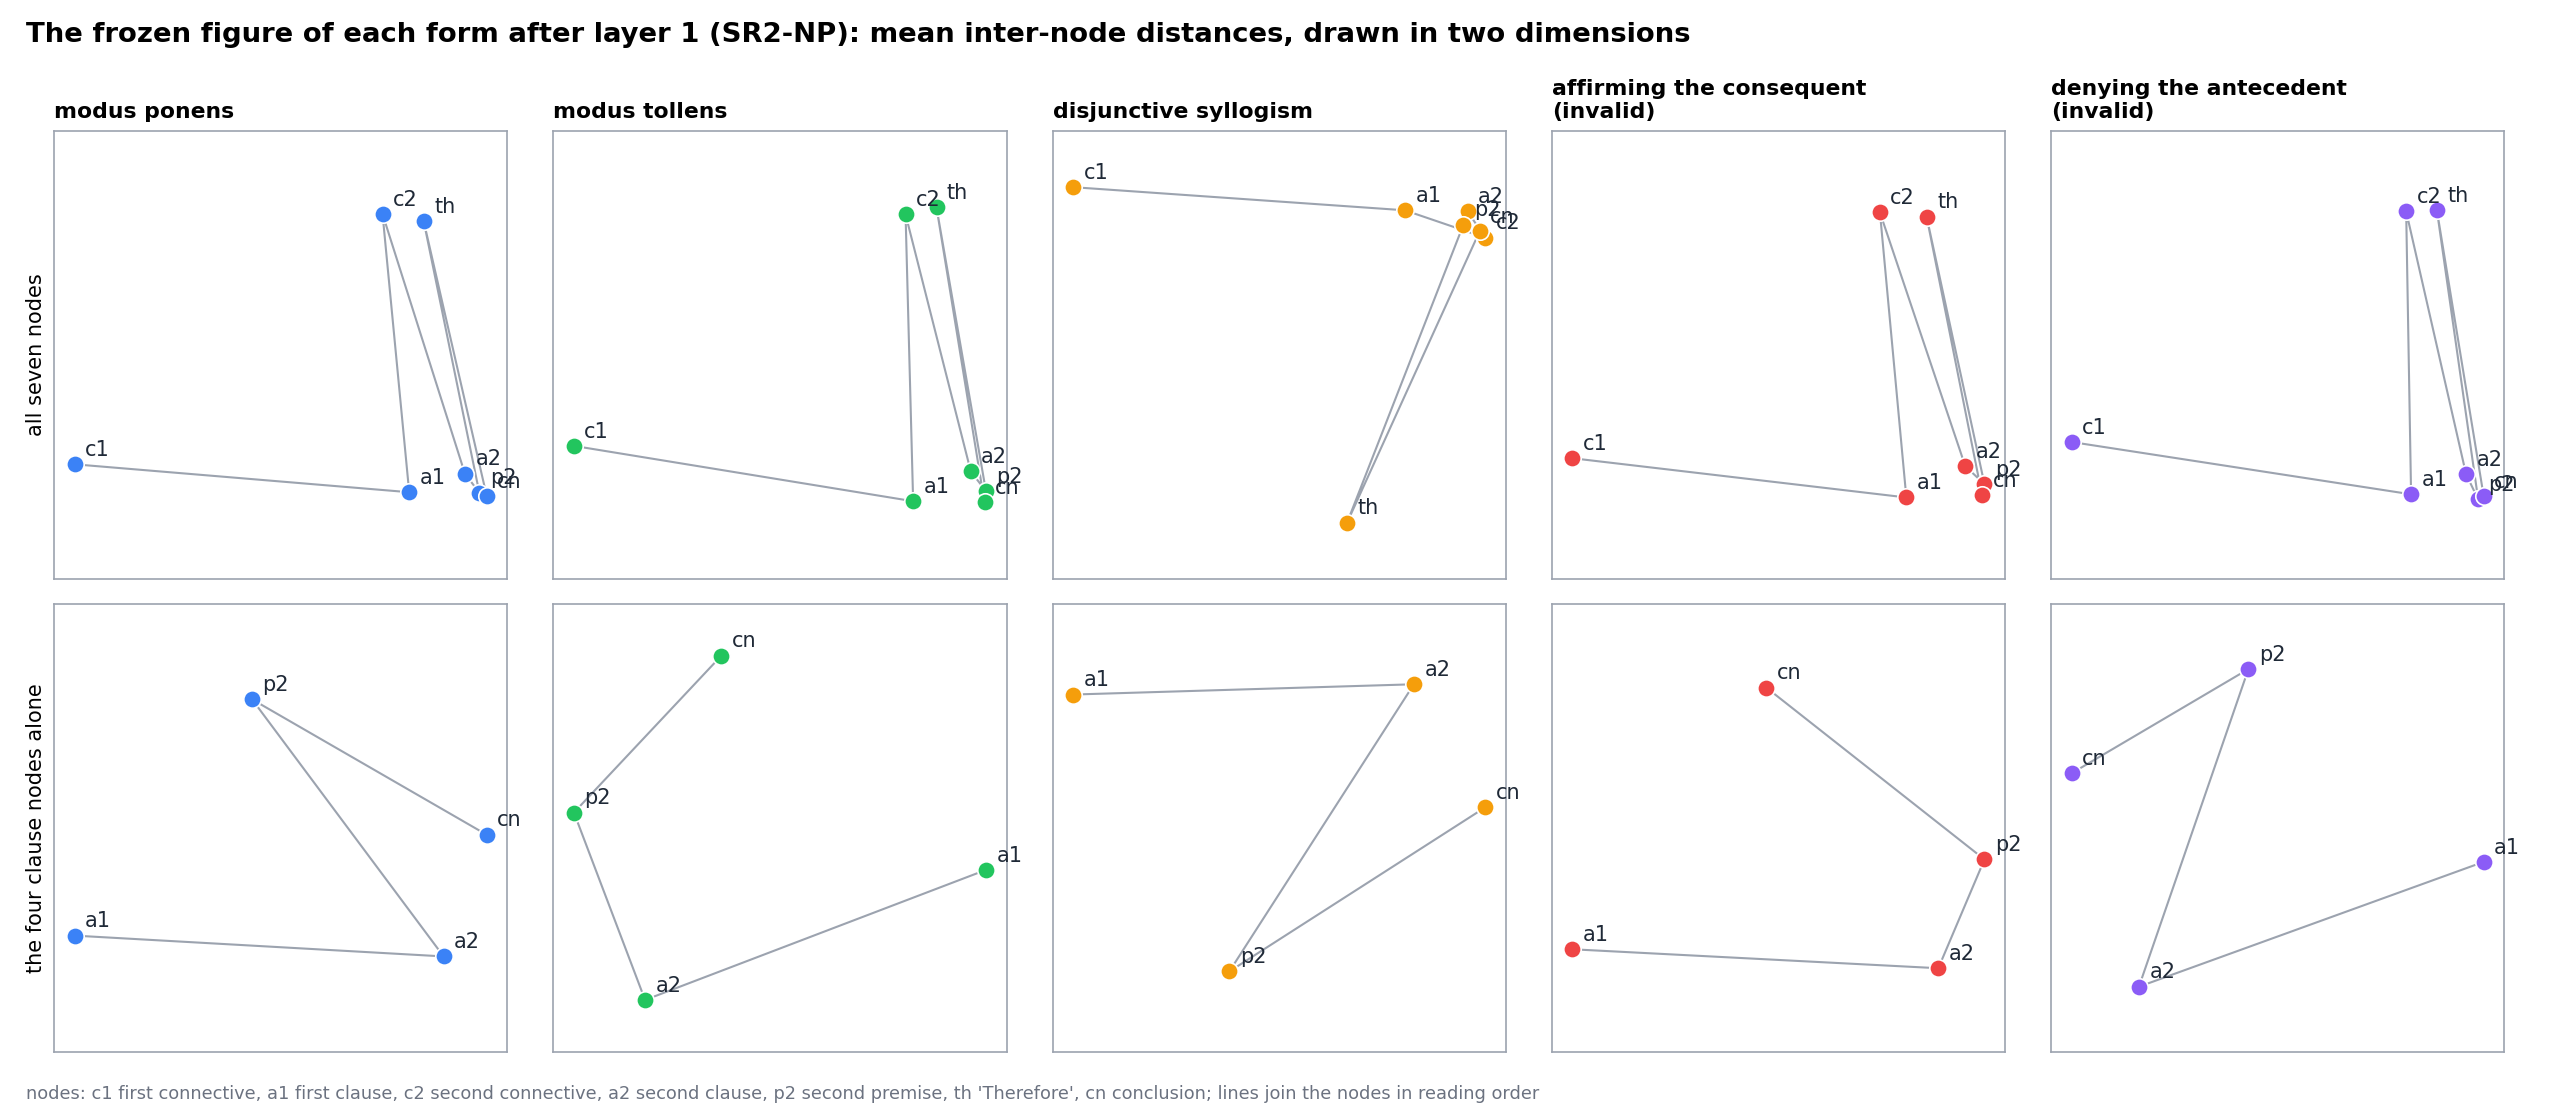 The frozen figure of each form after layer 1 (SR2-NP): mean inter-node distances, drawn in two dimensions
modus ponens
modus tollens
disjunctive syllogism
affirming the consequent
(invalid)
denying the antecedent
(invalid)
all seven nodes
c1
a1
c2
th
a2
p2
cn
c1
a1
c2
th
a2
p2
cn
c1
a1
a2
p2
cn
c2
th
c1
a1
c2
th
a2
p2
cn
c1
a1
c2
th
a2
p2
cn
the four clause nodes alone
p2
cn
a1
a2
cn
p2
a1
a2
a1
a2
cn
p2
cn
p2
a1
a2
p2
cn
a1
a2
nodes: c1 first connective, a1 first clause, c2 second connective, a2 second clause, p2 second premise, th 'Therefore', cn conclusion; lines join the nodes in reading order